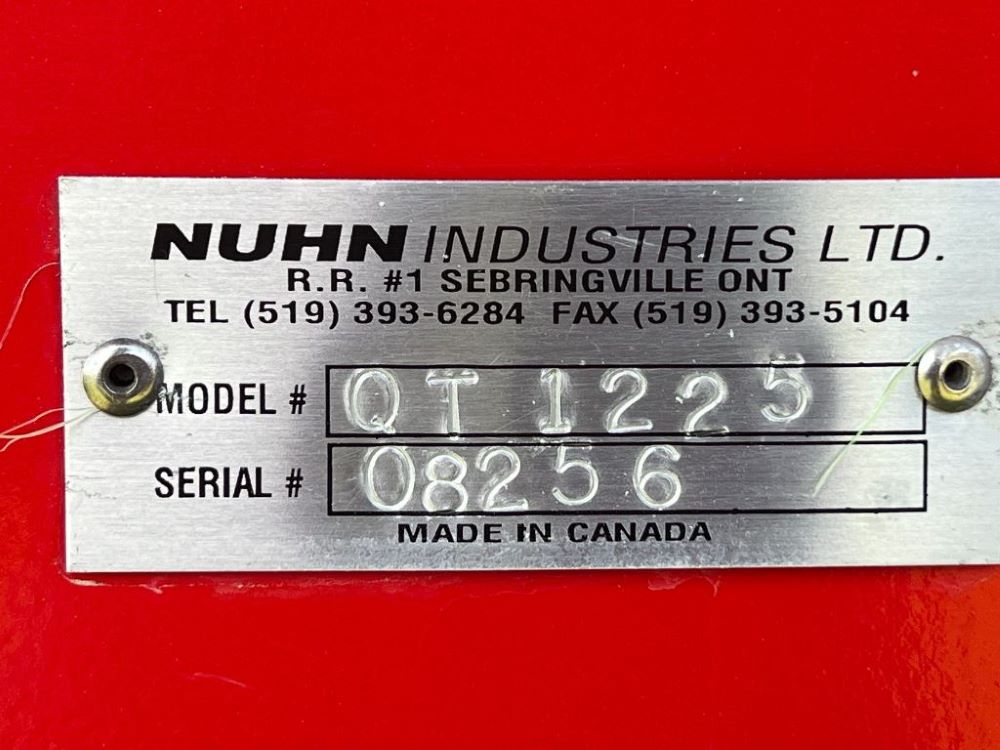 NUHN INDUSTRIES LTD.
R.R. #1 SEBRINGVILLE ONT
TEL (519) 393-6284 FAX (519) 393-5104
MODEL # QT 1225
SERIAL # 08256
MADE IN CANADA